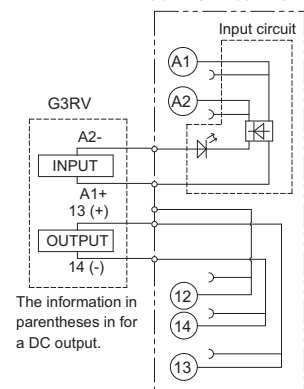 Input circuit
A1
A2
G3RV
A2-
INPUT
A1+
13 (+)
OUTPUT
14 (-)
The information in
parentheses in for
a DC output.
12
14
13